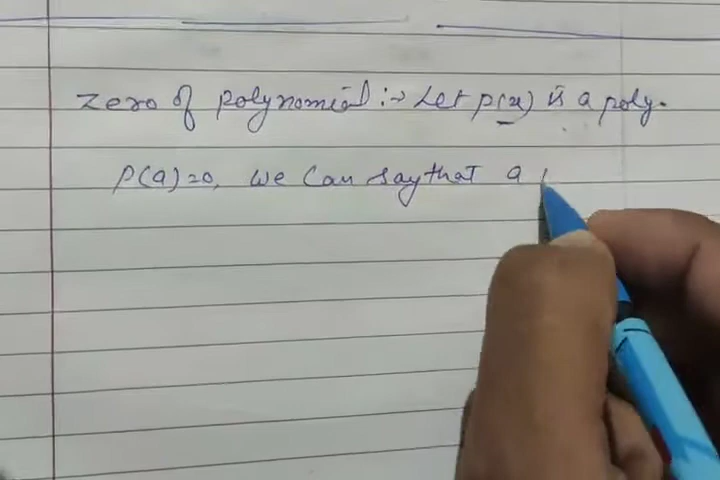 Zero of polynomial :- Let p(x) is a poly.
P(a)=0, we can say that a